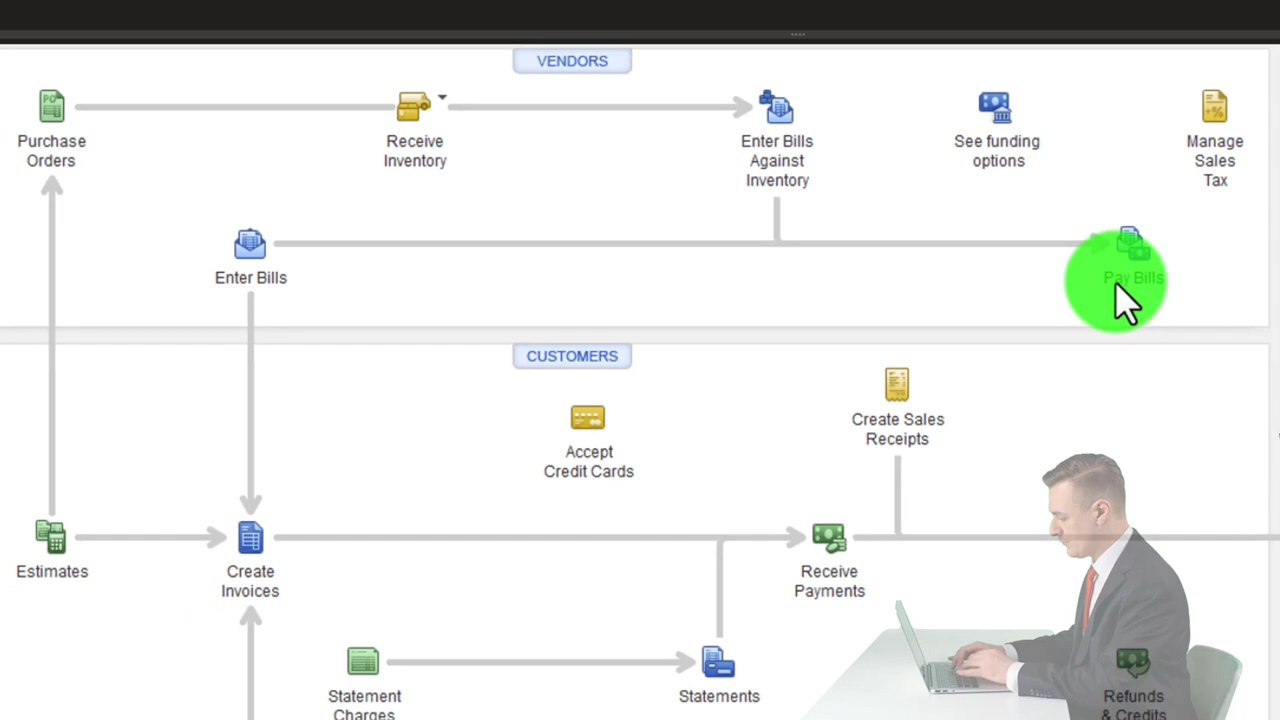 VENDORS
Purchase
Orders
Receive
Inventory
Enter Bills
Against
Inventory
See funding
options
Manage
Sales
Tax
Enter Bills
Pay Bills
CUSTOMERS
Accept
Credit Cards
Create Sales
Receipts
Estimates
Create
Invoices
Receive
Payments
Statement
Charges
Statements
Refunds
& Credits